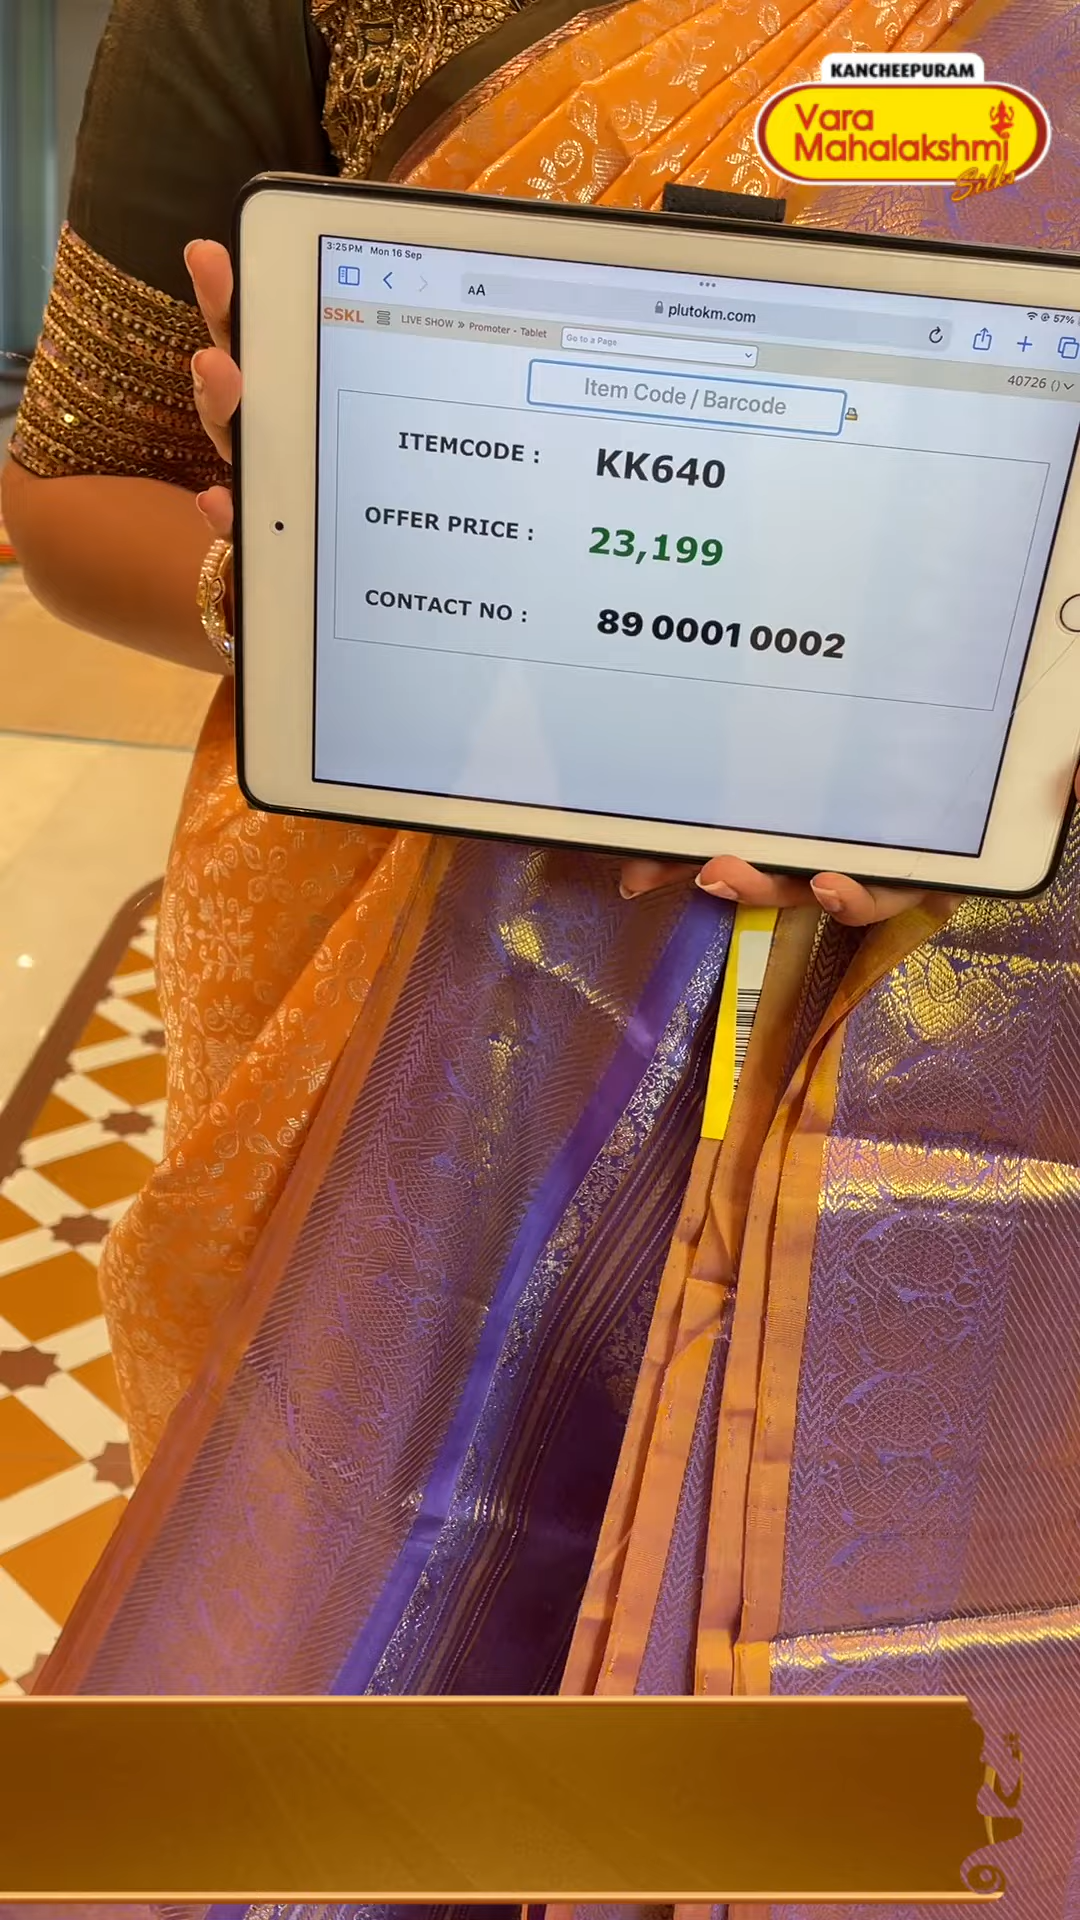 KANCHEEPURAM
Vara
Mahalakshmi
Silks
3:25 PM Mon 16 Sep
57%
AA
plutokm.com
SSKL
LIVE SHOW » Promoter - Tablet
Go to a Page
40726 ()
Item Code / Barcode
ITEMCODE : KK640
OFFER PRICE : 23,199
CONTACT NO : 89 0001 0002